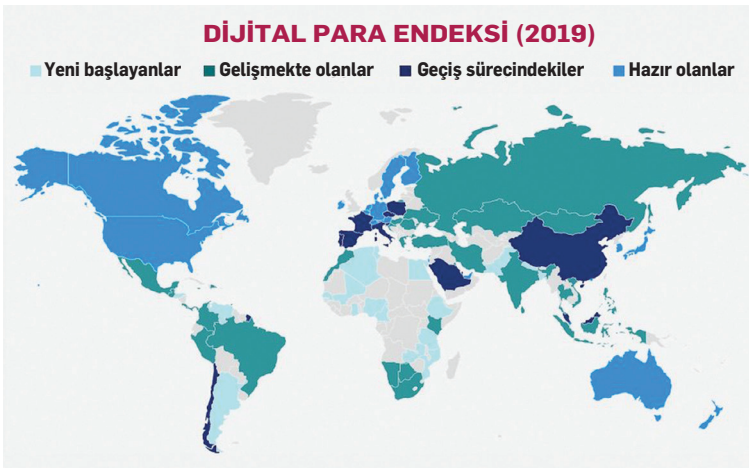 DİJİTAL PARA ENDEKSİ (2019)
Yeni başlayanlar Gelişmekte olanlar Geçiş sürecindekiler Hazır olanlar